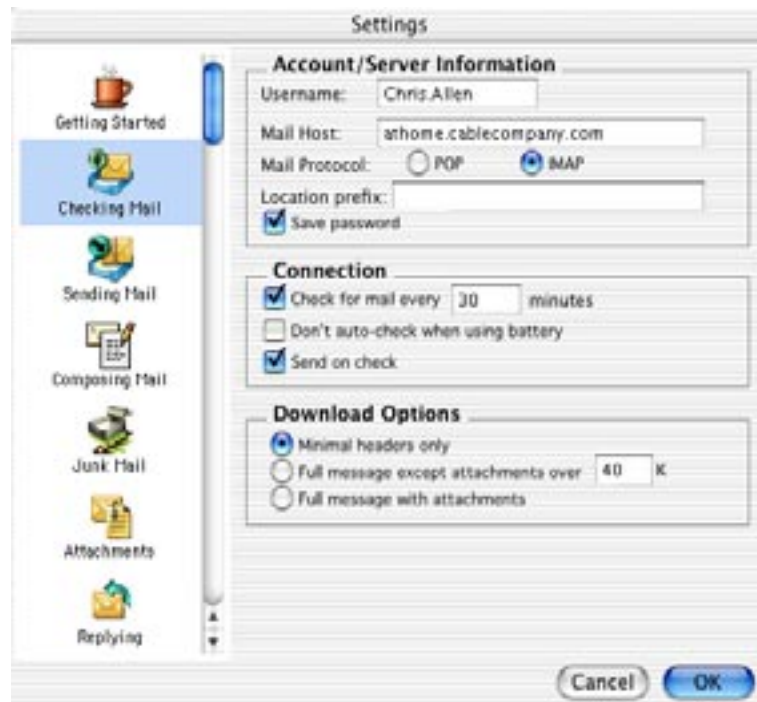 Settings
Getting Started
Checking Mail
Sending Mail
Composing Mail
Junk Mail
Attachments
Replying
Account/Server Information
Username: Chris.Allen
Mail Host: athome.cablecompany.com
Mail Protocol: POP IMAP
Location prefix:
Save password
Connection
Check for mail every 30 minutes
Don't auto-check when using battery
Send on check
Download Options
Minimal headers only
Full message except attachments over 40 K
Full message with attachments
Cancel OK